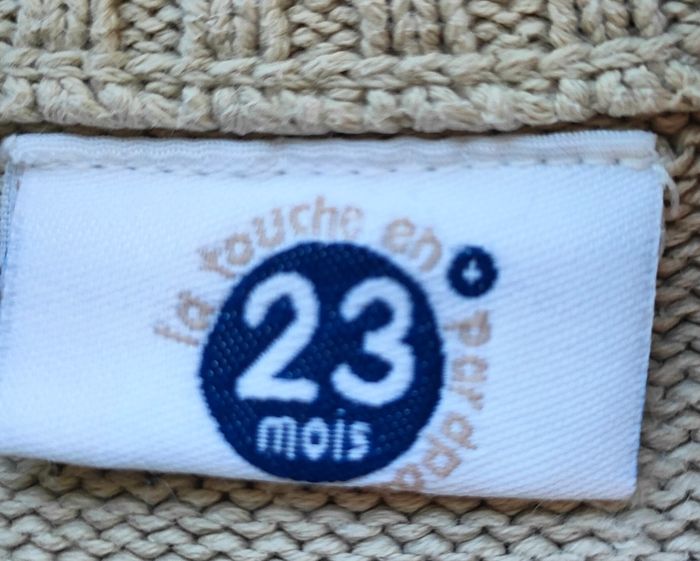 la touche en + par dpam
23
mois